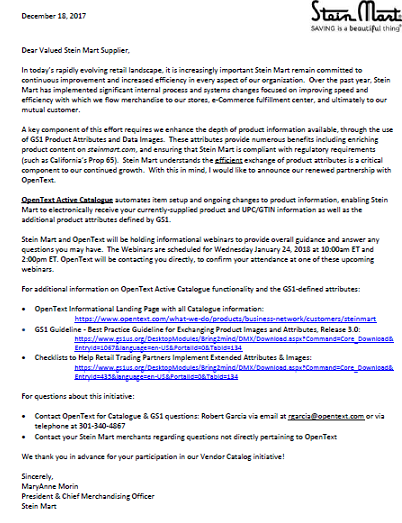 December 18, 2017
Stein Mart
SAVING is a beautiful thing
Dear Valued Stein Mart Supplier,
In today's rapidly evolving retail landscape, it is increasingly important Stein Mart remain committed to
continuous improvement and increased efficiency in every aspect of our organization. Over the past year, Stein
Mart has implemented significant internal process and systems changes focused on improving speed and
efficiency with which we flow merchandise to our stores, e-Commerce fulfillment center, and ultimately to our
mutual customer.
A key component of this effort requires we enhance the depth of product information available, through the use
of GS1 Product Attributes and Data Images. These attributes provide numerous benefits including enriching
product content on steinmart.com, and ensuring that Stein Mart is compliant with regulatory requirements
(such as California's Prop 65). Stein Mart understands the efficient exchange of product attributes is a critical
component to our continued growth. With this in mind, I would like to announce our renewed partnership with
OpenText.
OpenText Active Catalogue automates item setup and ongoing changes to product information, enabling Stein
Mart to electronically receive your currently-supplied product and UPC/GTIN information as well as the
additional product attributes defined by GS1.
Stein Mart and OpenText will be holding informational webinars to provide overall guidance and answer any
questions you may have. The Webinars are scheduled for Wednesday January 24, 2018 at 10:00am ET and
2:00pm ET. OpenText will be contacting you directly, to confirm your attendance at one of these upcoming
webinars.
For additional information on OpenText Active Catalogue functionality and the GS1-defined attributes:
• OpenText Informational Landing Page with all Catalogue information:
https://www.opentext.com/what-we-do/products/business-network/customers/steinmart
• GS1 Guideline - Best Practice Guideline for Exchanging Product Images and Attributes, Release 3.0:
https://www.gs1us.org/DesktopModules/Bring2mind/DMX/Download.aspx?Command=Core_Download&
EntryId=1067&language=en-US&PortalId=0&TabId=134
• Checklists to Help Retail Trading Partners Implement Extended Attributes & Images:
https://www.gs1us.org/DesktopModules/Bring2mind/DMX/Download.aspx?Command=Core_Download&
EntryId=435&language=en-US&PortalId=0&TabId=134
For questions about this initiative:
• Contact OpenText for Catalogue & GS1 questions: Robert Garcia via email at rgarcia@opentext.com or via
telephone at 301-340-4867
• Contact your Stein Mart merchants regarding questions not directly pertaining to OpenText
We thank you in advance for your participation in our Vendor Catalog initiative!
Sincerely,
MaryAnne Morin
President & Chief Merchandising Officer
Stein Mart